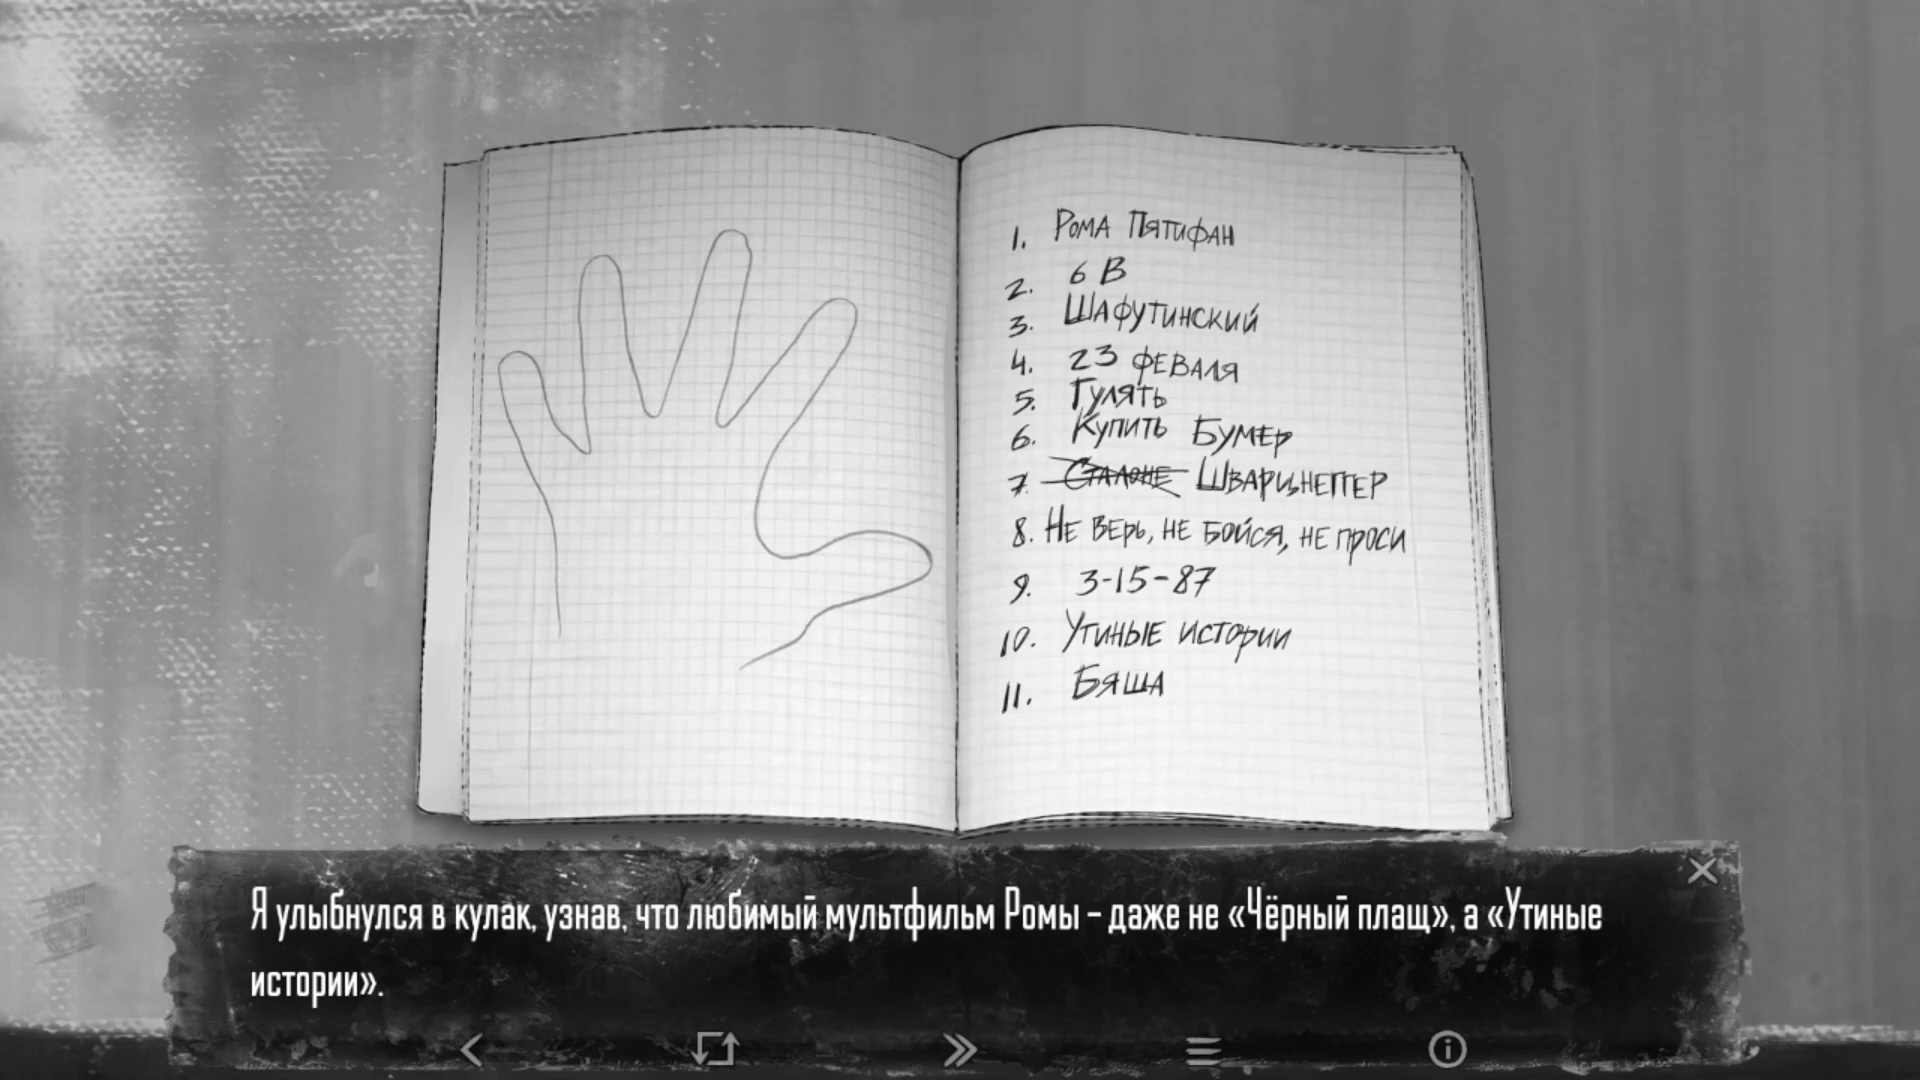 1. Рома Пятифан
2. 6 В
3. Шафутинский
4. 23 феваля
5. Гулять
6. Купить Бумер
7. Сталоне Шварцнеггер
8. Не верь, не бойся, не проси
9. 3-15-87
10. Утиные истории
11. Бяша
Я улыбнулся в кулак, узнав, что любимый мультфильм Ромы – даже не «Чёрный плащ», а «Утиные
истории».